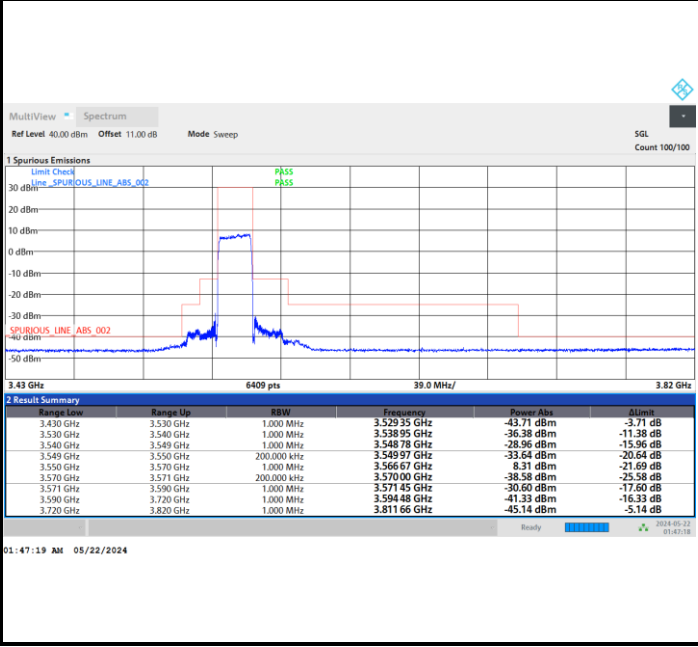 MultiView Spectrum
Ref Level 40.00 dBm Offset 11.00 dB Mode Sweep SGL
Count 100/100
1 Spurious Emissions
Limit Check PASS
Line _SPURIOUS_LINE_ABS_002 PASS
30 dBm
20 dBm
10 dBm
0 dBm
-10 dBm
-20 dBm
-30 dBm
SPURIOUS_LINE_ABS_002
-40 dBm
-50 dBm
3.43 GHz 6409 pts 39.0 MHz/ 3.82 GHz
2 Result Summary
Range Low Range Up RBW Frequency Power Abs ΔLimit
3.430 GHz 3.530 GHz 1.000 MHz 3.529 35 GHz -43.71 dBm -3.71 dB
3.530 GHz 3.540 GHz 1.000 MHz 3.538 95 GHz -36.38 dBm -11.38 dB
3.540 GHz 3.549 GHz 1.000 MHz 3.548 78 GHz -28.96 dBm -15.96 dB
3.549 GHz 3.550 GHz 200.000 kHz 3.549 97 GHz -33.64 dBm -20.64 dB
3.550 GHz 3.570 GHz 1.000 MHz 3.566 67 GHz 8.31 dBm -21.69 dB
3.570 GHz 3.571 GHz 200.000 kHz 3.570 00 GHz -38.58 dBm -25.58 dB
3.571 GHz 3.590 GHz 1.000 MHz 3.571 45 GHz -30.60 dBm -17.60 dB
3.590 GHz 3.720 GHz 1.000 MHz 3.594 48 GHz -41.33 dBm -16.33 dB
3.720 GHz 3.820 GHz 1.000 MHz 3.811 66 GHz -45.14 dBm -5.14 dB
Ready 2024-05-22
01:47:18
01:47:19 AM 05/22/2024